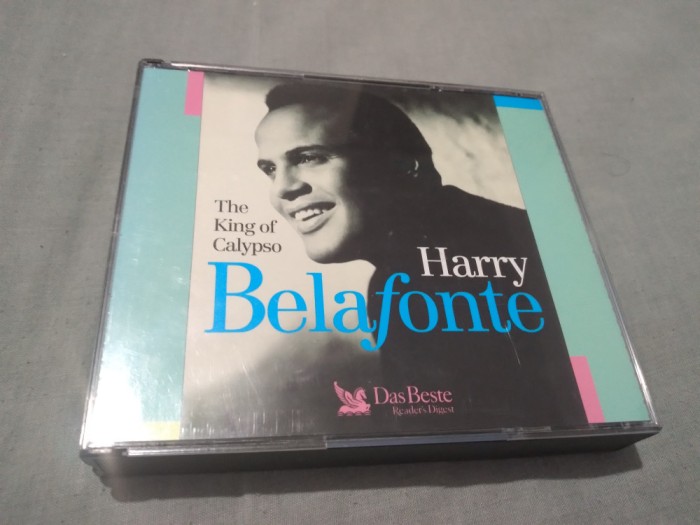 The
King of
Calypso
Harry
Belafonte
Das Beste
Reader's Digest